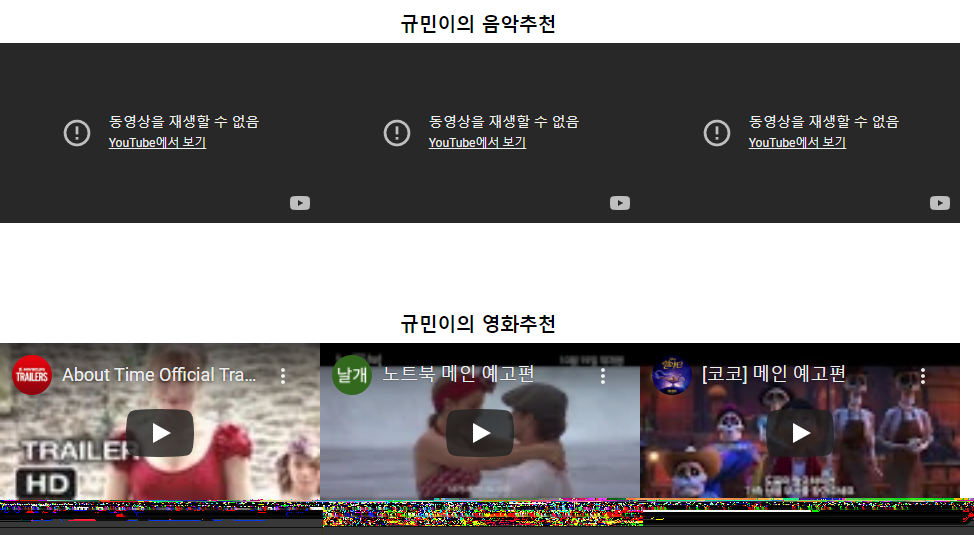 규민이의 음악추천
동영상을 재생할 수 없음
YouTube에서 보기
동영상을 재생할 수 없음
YouTube에서 보기
동영상을 재생할 수 없음
YouTube에서 보기
규민이의 영화추천
TRAILERS
About Time Official Tra...
날개
노트북 메인 예고편
[코코] 메인 예고편
TRAILER
HD